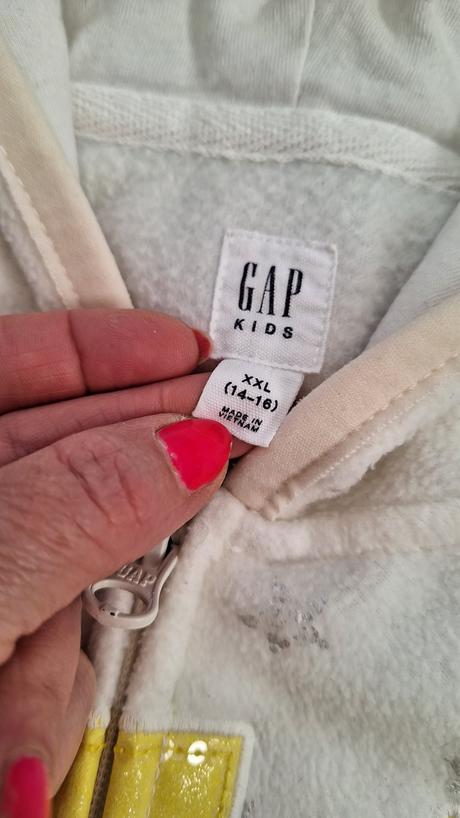 GAP
KIDS
XXL
(14–16)
MADE IN
VIETNAM
GAP